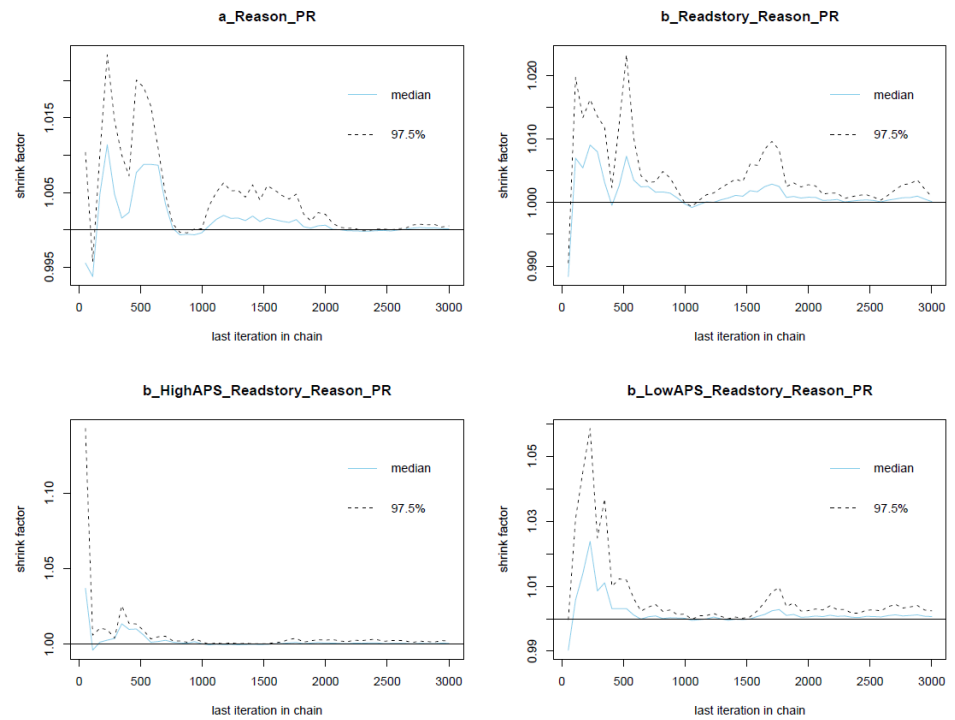 a_Reason_PR
shrink factor
0.995 1.005 1.015
median
97.5%
0 500 1000 1500 2000 2500 3000
last iteration in chain
b_Readstory_Reason_PR
shrink factor
0.990 1.000 1.010 1.020
median
97.5%
0 500 1000 1500 2000 2500 3000
last iteration in chain
b_HighAPS_Readstory_Reason_PR
shrink factor
1.00 1.05 1.10
median
97.5%
0 500 1000 1500 2000 2500 3000
last iteration in chain
b_LowAPS_Readstory_Reason_PR
shrink factor
0.99 1.01 1.03 1.05
median
97.5%
0 500 1000 1500 2000 2500 3000
last iteration in chain